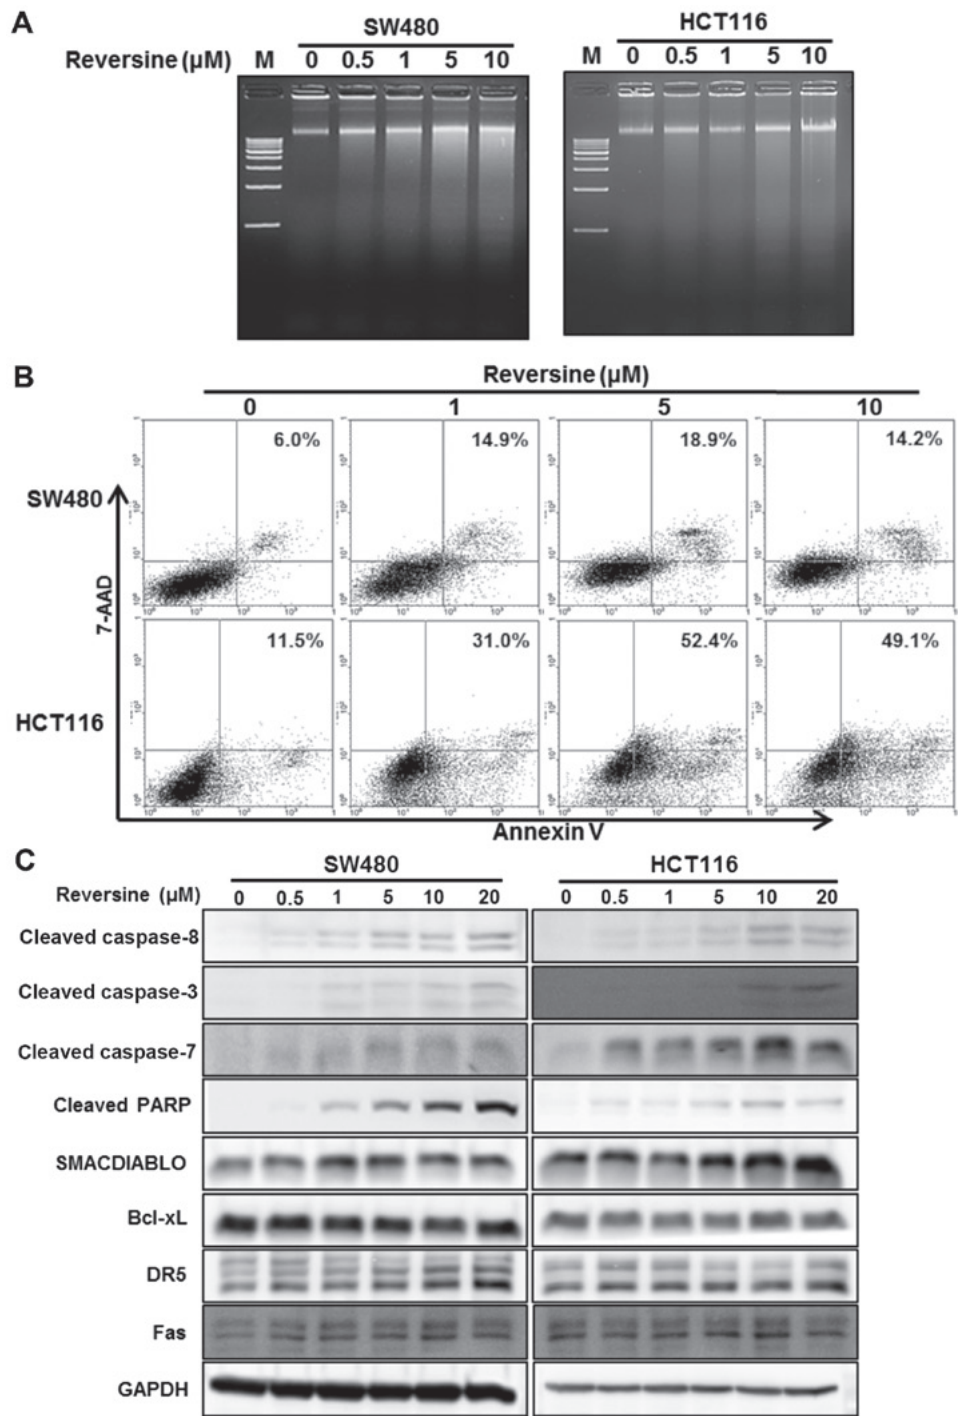 A
SW480
HCT116
Reversine (μM) M 0 0.5 1 5 10
M 0 0.5 1 5 10
B
Reversine (μM)
0 1 5 10
6.0% 14.9% 18.9% 14.2%
SW480
7-AAD
11.5% 31.0% 52.4% 49.1%
HCT116
Annexin V
C
SW480 HCT116
Reversine (μM) 0 0.5 1 5 10 20 0 0.5 1 5 10 20
Cleaved caspase-8
Cleaved caspase-3
Cleaved caspase-7
Cleaved PARP
SMACDIABLO
Bcl-xL
DR5
Fas
GAPDH